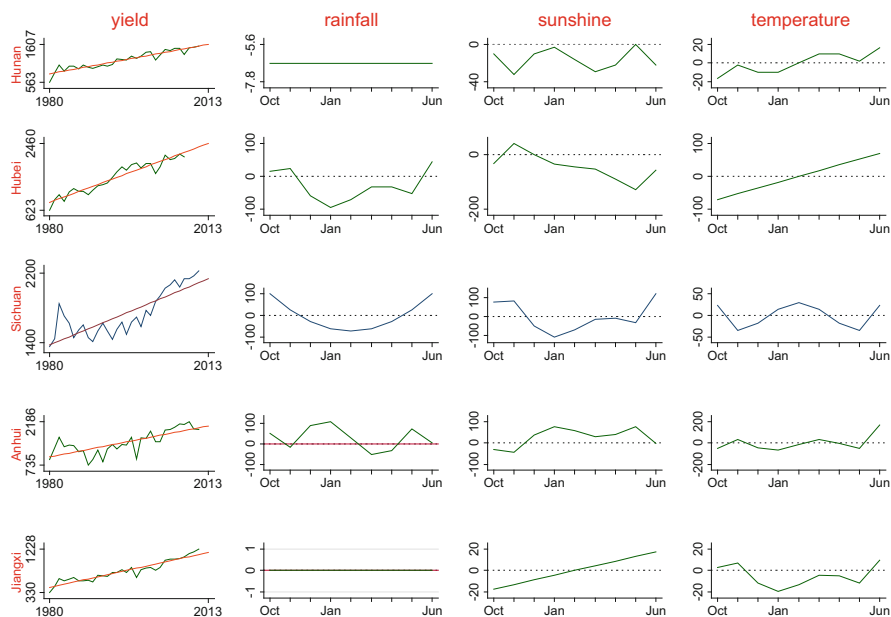 yield rainfall sunshine temperature
Hunan 563 1607 1980 2013 -7.8 -5.6 Oct Jan Jun 40 0 Oct Jan Jun -20 0 20 Oct Jan Jun
Hubei 623 2460 1980 2013 -100 0 100 Oct Jan Jun -200 0 Oct Jan Jun -100 0 100 Oct Jan Jun
Sichuan 1400 2200 1980 2013 -100 0 100 Oct Jan Jun -100 0 100 Oct Jan Jun -50 0 50 Oct Jan Jun
Anhui 735 2186 1980 2013 -100 0 100 Oct Jan Jun -100 0 100 Oct Jan Jun -200 0 200 Oct Jan Jun
Jiangxi 330 1228 1980 2013 -1 0 1 Oct Jan Jun -20 0 20 Oct Jan Jun -20 0 20 Oct Jan Jun